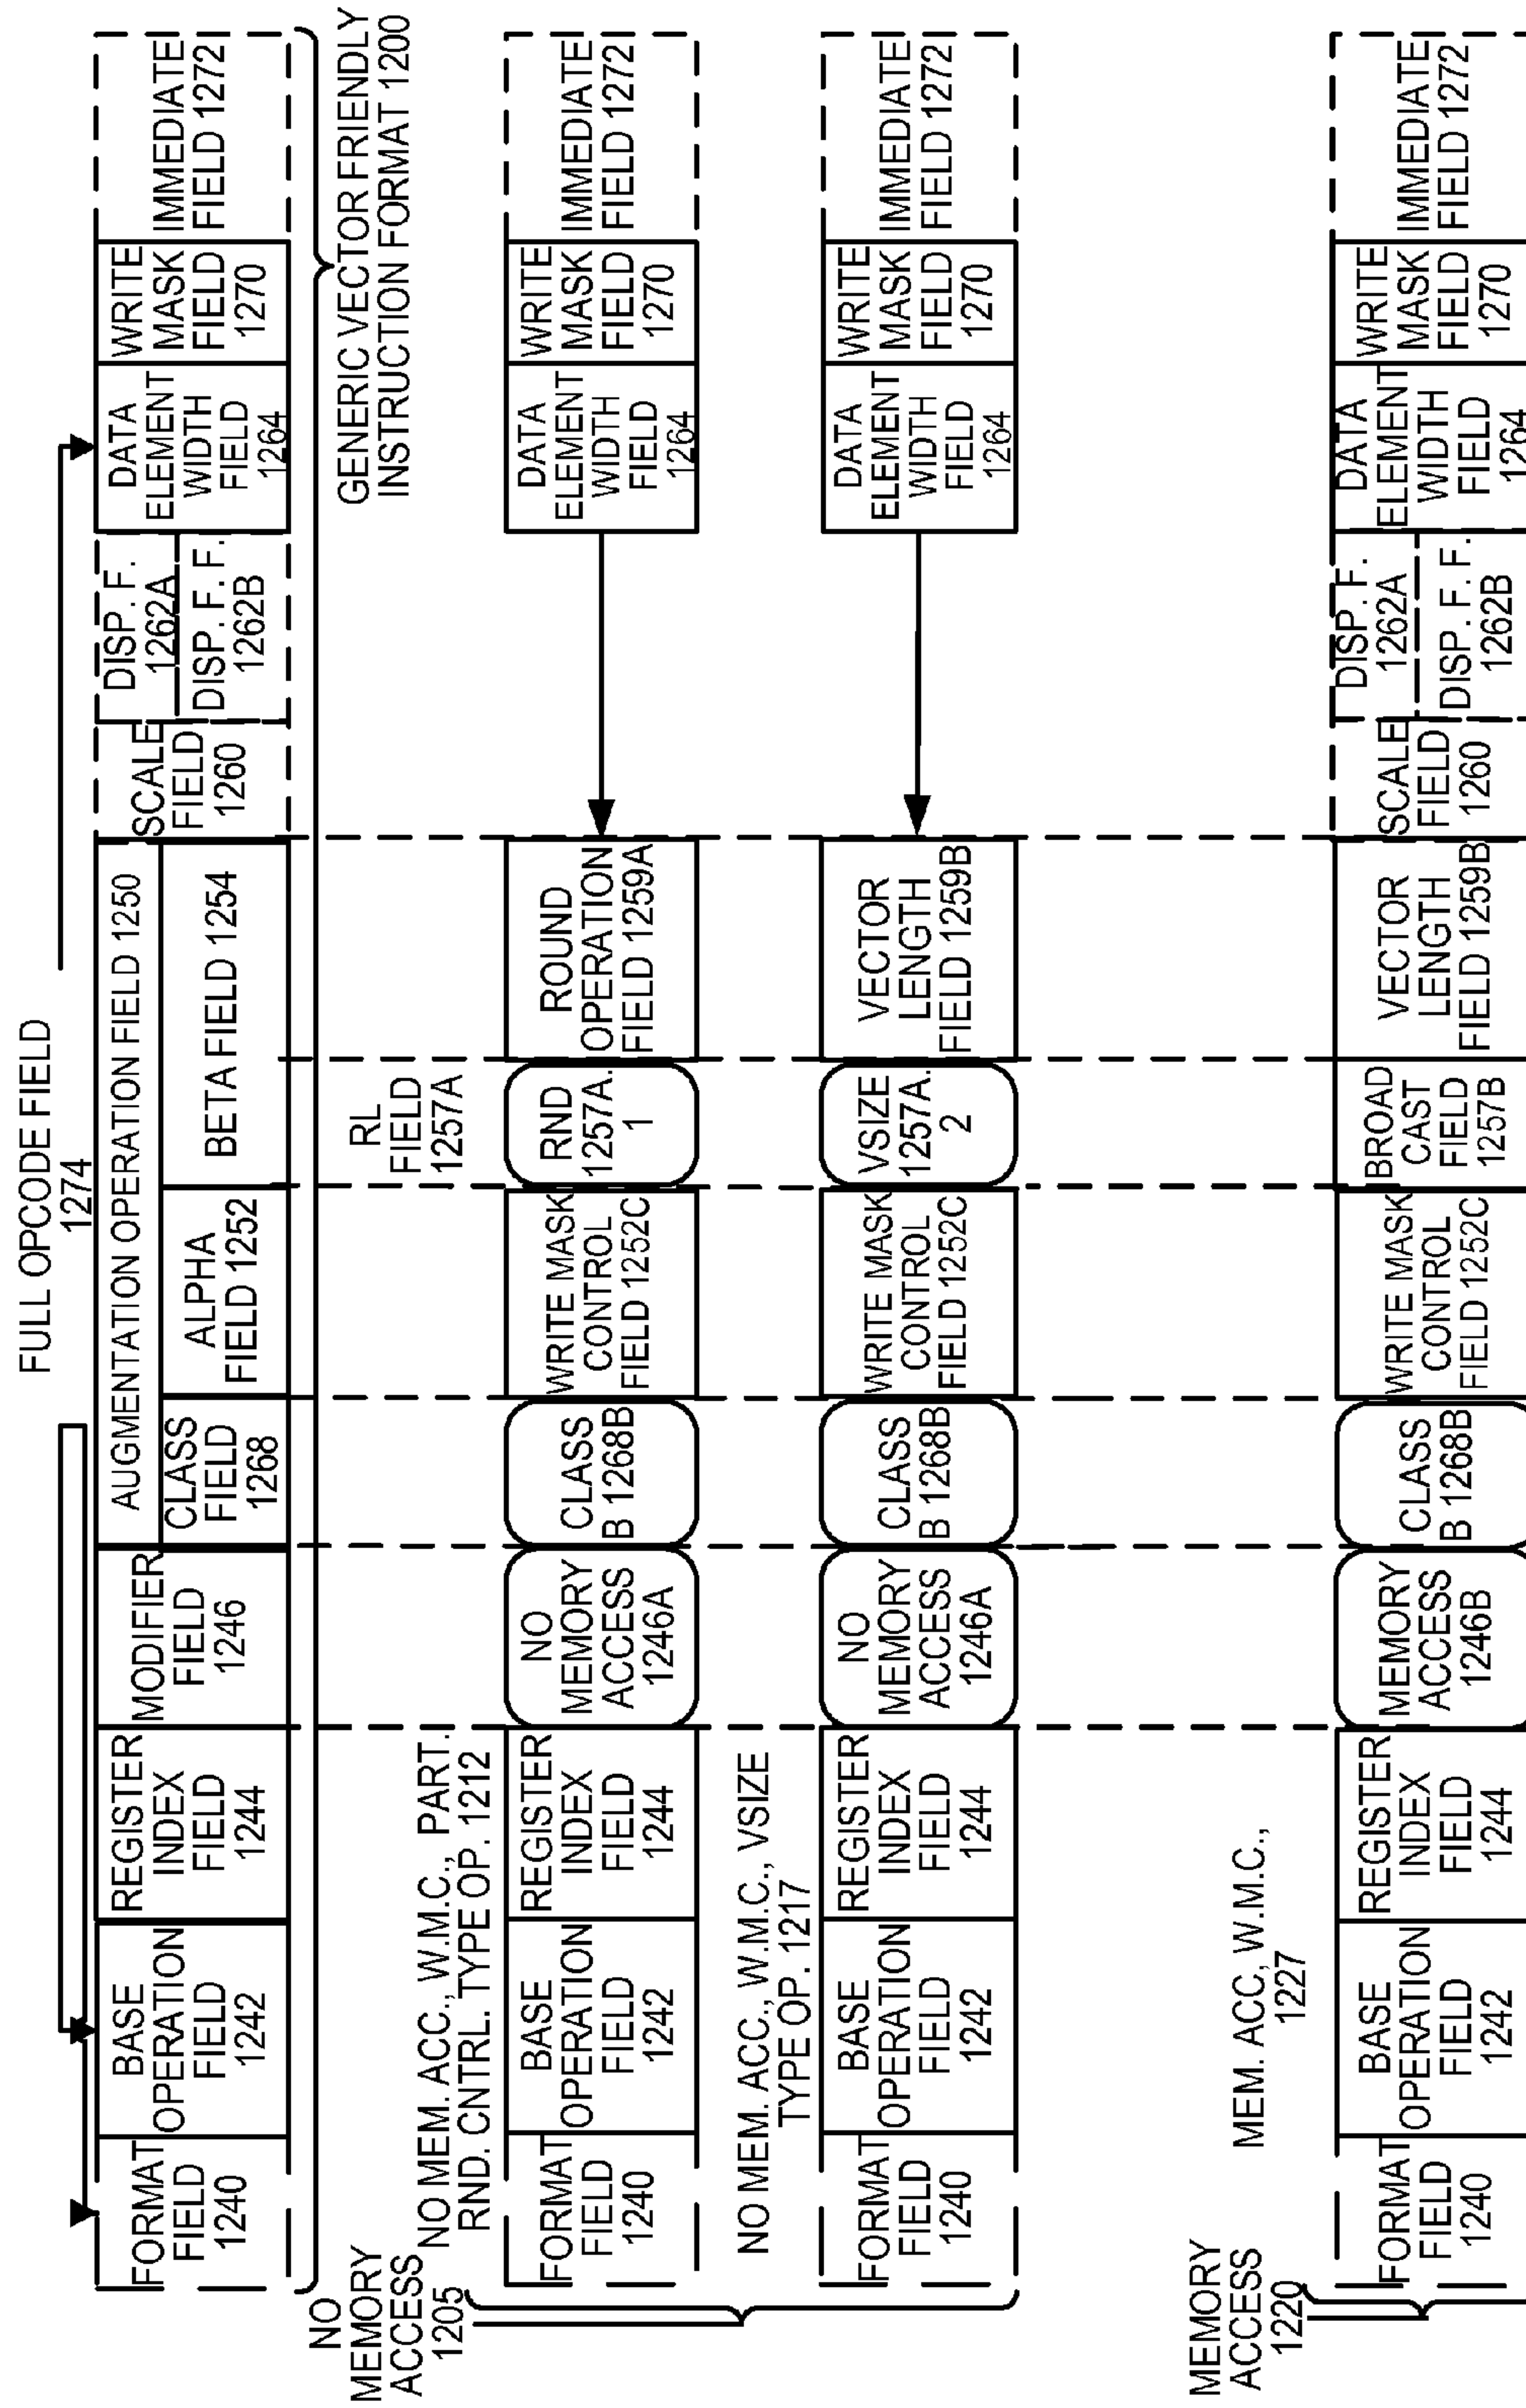 FULL OPCODE FIELD
1274
FORMAT
FIELD
1240
BASE
OPERATION
FIELD
1242
REGISTER
INDEX
FIELD
1244
MODIFIER
FIELD
1246
AUGMENTATION OPERATION FIELD 1250
CLASS
FIELD
1268
ALPHA
FIELD 1252
BETA FIELD 1254
SCALE
FIELD
1260
DISP. F.
1262A
DISP. F. F.
1262B
DATA
ELEMENT
WIDTH
FIELD
1264
WRITE
MASK
FIELD
1270
IMMEDIATE
FIELD 1272
GENERIC VECTOR FRIENDLY
INSTRUCTION FORMAT 1200
NO
MEMORY
ACCESS
1205
RL
FIELD
1257A
NO MEM. ACC., W.M.C., PART.
RND. CNTRL. TYPE OP. 1212
FORMAT
FIELD
1240
BASE
OPERATION
FIELD
1242
REGISTER
INDEX
FIELD
1244
NO
MEMORY
ACCESS
1246A
CLASS
B 1268B
WRITE MASK
CONTROL
FIELD 1252C
RND
1257A.
1
ROUND
OPERATION
FIELD 1259A
DATA
ELEMENT
WIDTH
FIELD
1264
WRITE
MASK
FIELD
1270
IMMEDIATE
FIELD 1272
NO MEM. ACC., W.M.C., VSIZE
TYPE OP. 1217
FORMAT
FIELD
1240
BASE
OPERATION
FIELD
1242
REGISTER
INDEX
FIELD
1244
NO
MEMORY
ACCESS
1246A
CLASS
B 1268B
WRITE MASK
CONTROL
FIELD 1252C
VSIZE
1257A.
2
VECTOR
LENGTH
FIELD 1259B
DATA
ELEMENT
WIDTH
FIELD
1264
WRITE
MASK
FIELD
1270
IMMEDIATE
FIELD 1272
MEMORY
ACCESS
1220
MEM. ACC, W.M.C.,
1227
FORMAT
FIELD
1240
BASE
OPERATION
FIELD
1242
REGISTER
INDEX
FIELD
1244
MEMORY
ACCESS
1246B
CLASS
B 1268B
WRITE MASK
CONTROL
FIELD 1252C
BROAD
CAST
FIELD
1257B
VECTOR
LENGTH
FIELD 1259B
SCALE
FIELD
1260
DISP. F.
1262A
DISP. F. F.
1262B
DATA
ELEMENT
WIDTH
FIELD
1264
WRITE
MASK
FIELD
1270
IMMEDIATE
FIELD 1272